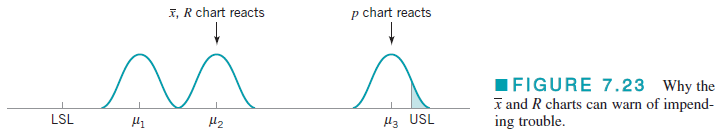 x̄, R chart reacts
p chart reacts
LSL
μ₁
μ₂
μ₃
USL
■ FIGURE 7.23 Why the
x̄ and R charts can warn of impend-
ing trouble.